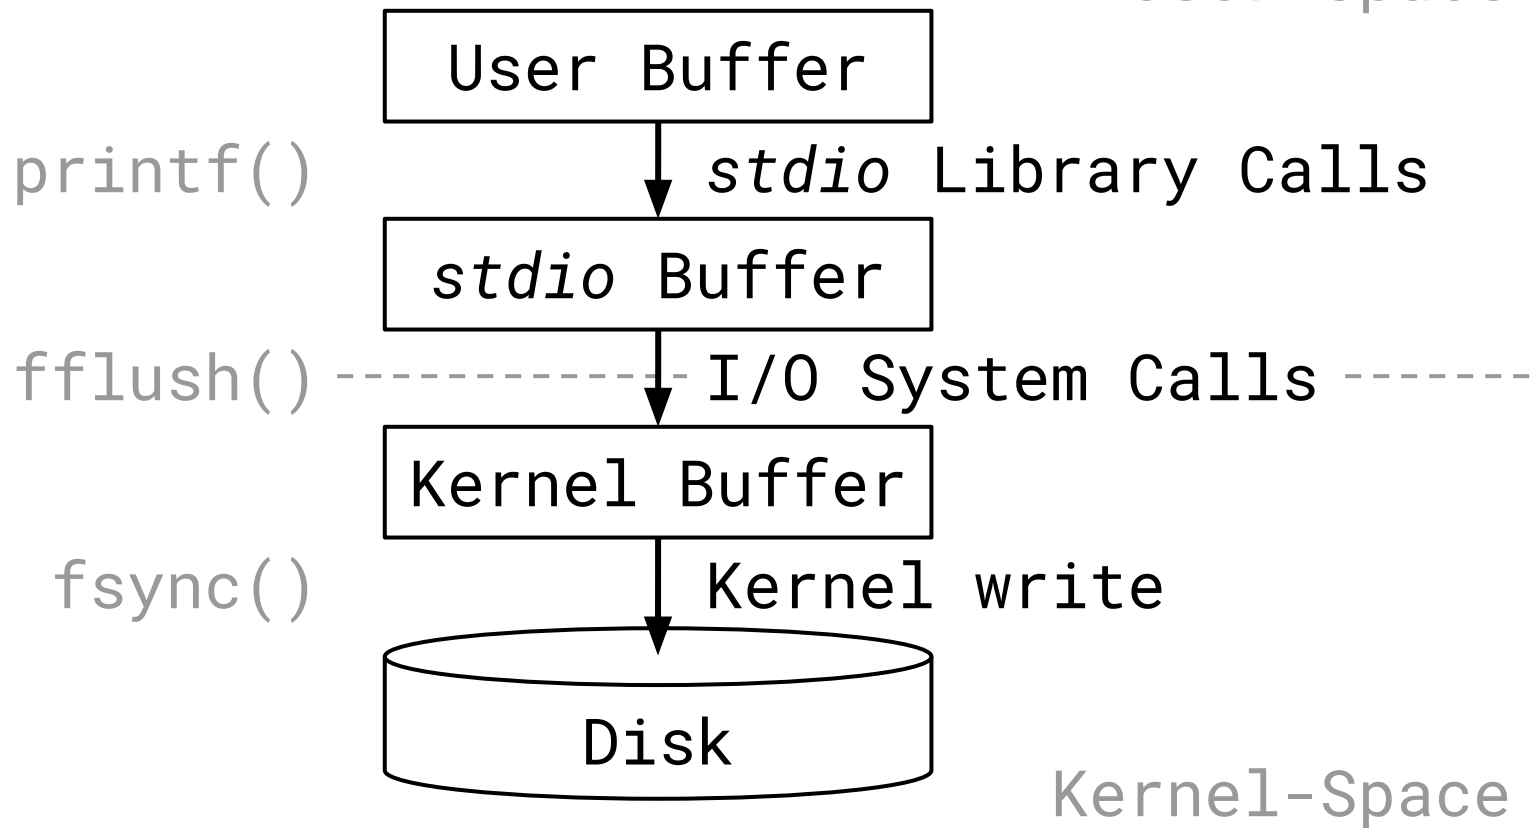 User Buffer
printf() stdio Library Calls
stdio Buffer
fflush() I/O System Calls
Kernel Buffer
fsync() Kernel write
Disk
Kernel-Space